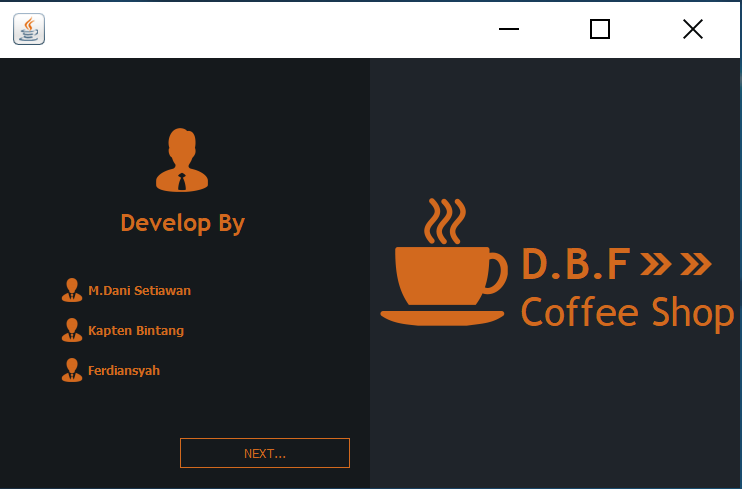 Develop By
M.Dani Setiawan
Kapten Bintang
Ferdiansyah
NEXT...
D.B.F
Coffee Shop